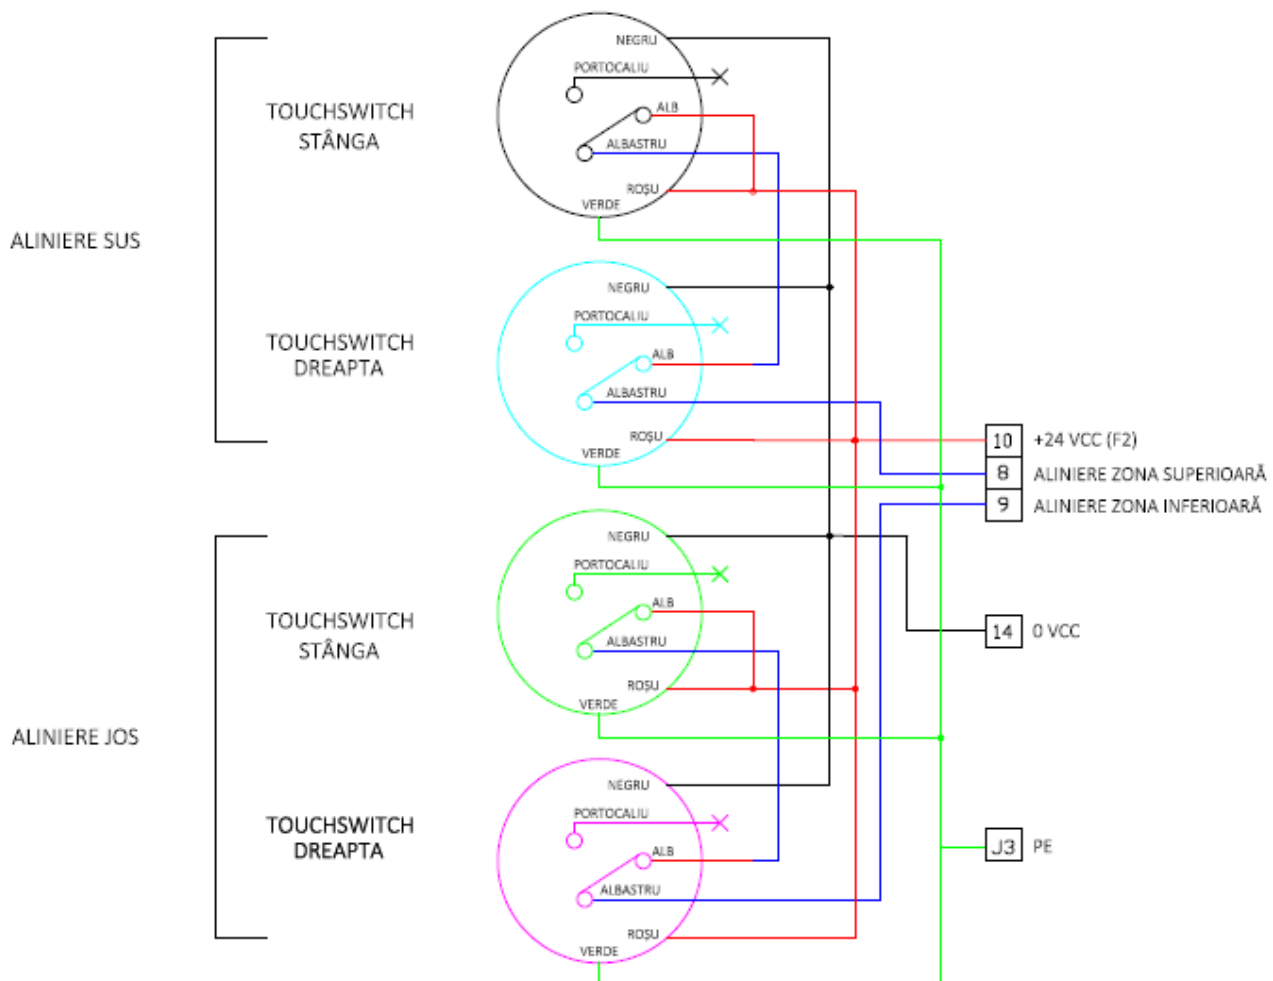 NEGRU
PORTOCALIU
ALB
ALBASTRU
ROȘU
VERDE
TOUCHSWITCH
STÂNGA
ALINIERE SUS
NEGRU
PORTOCALIU
ALB
ALBASTRU
ROȘU
VERDE
TOUCHSWITCH
DREAPTA
10 +24 VCC (F2)
8 ALINIERE ZONA SUPERIOARĂ
9 ALINIERE ZONA INFERIOARĂ
NEGRU
PORTOCALIU
ALB
ALBASTRU
ROȘU
VERDE
TOUCHSWITCH
STÂNGA
14 0 VCC
ALINIERE JOS
NEGRU
PORTOCALIU
ALB
ALBASTRU
ROȘU
VERDE
TOUCHSWITCH
DREAPTA
J3 PE